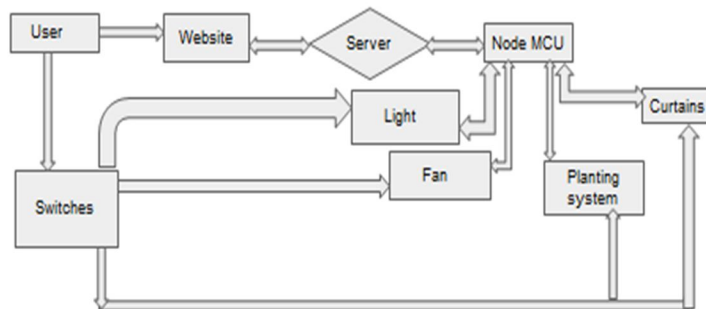 User
Website
Server
Node MCU
Light
Curtains
Fan
Planting
system
Switches